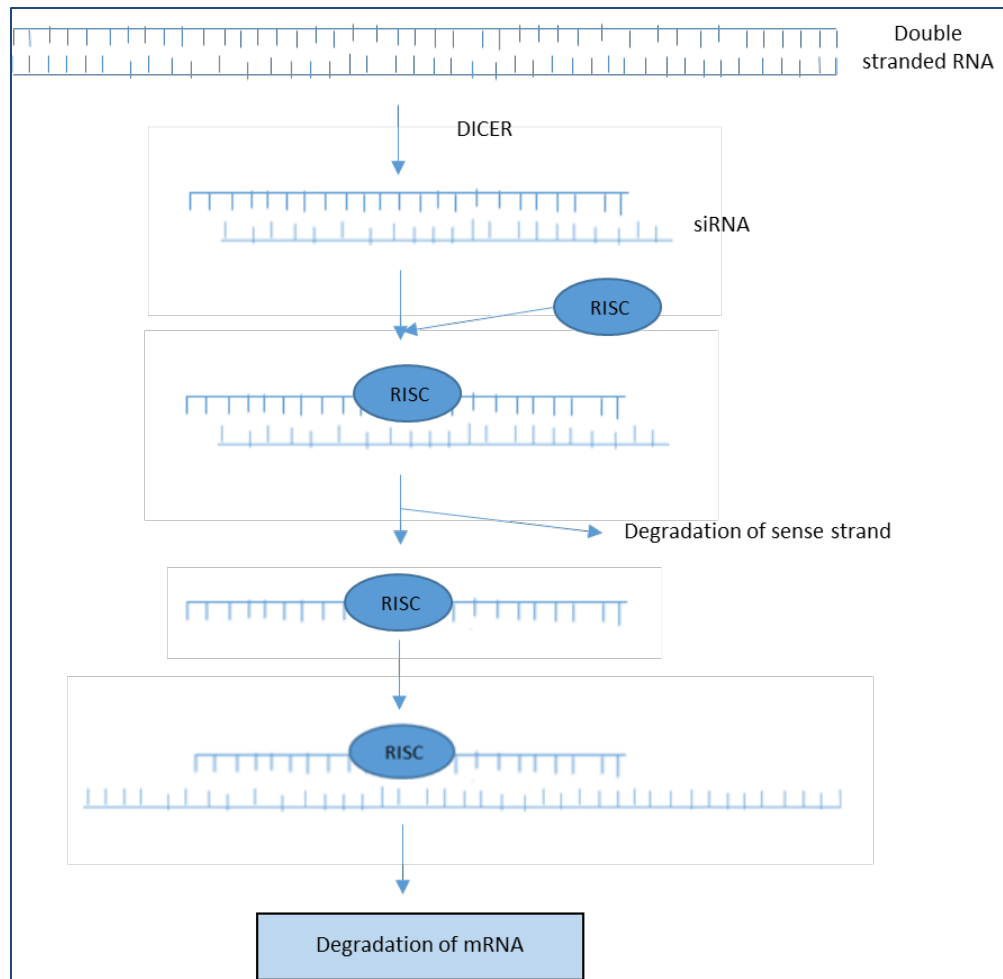 Double
stranded RNA
DICER
siRNA
RISC
RISC
Degradation of sense strand
RISC
RISC
Degradation of mRNA